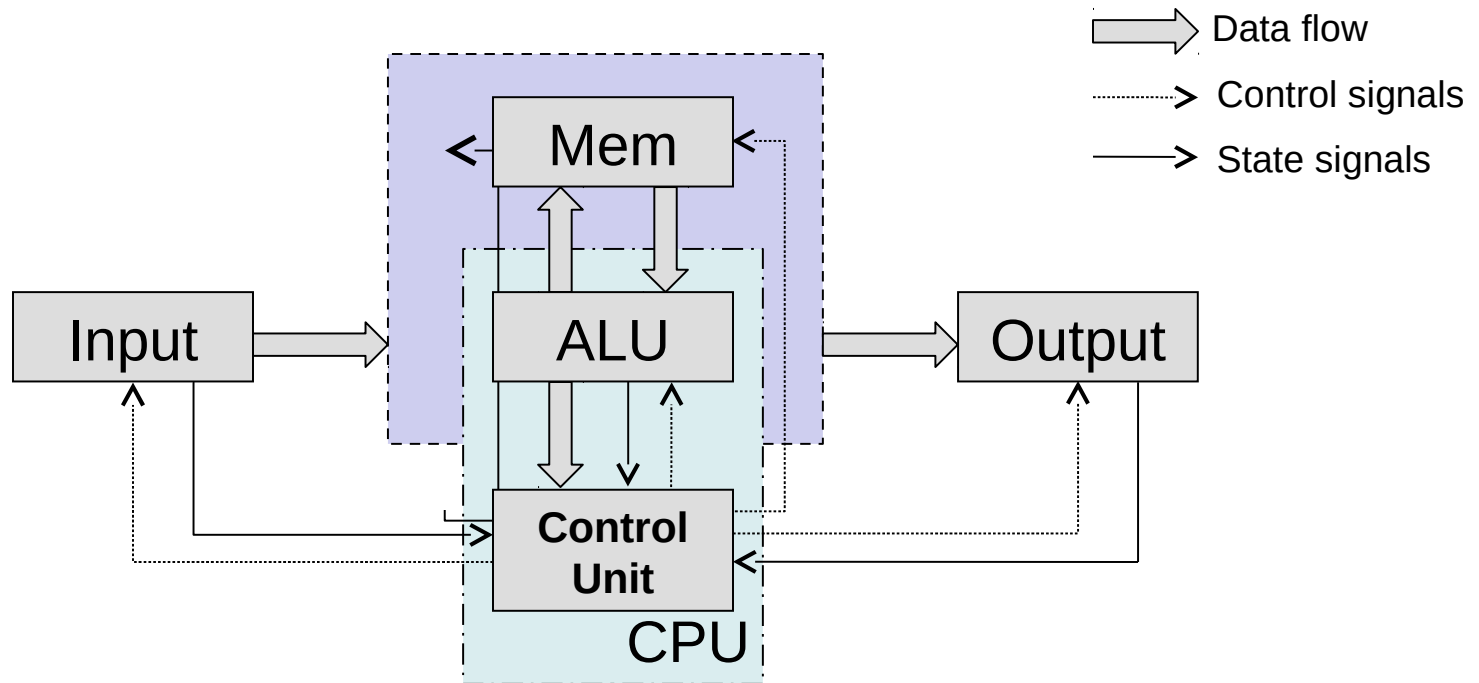 Data flow
Control signals
State signals
Mem
Input
ALU
Output
Control
Unit
CPU